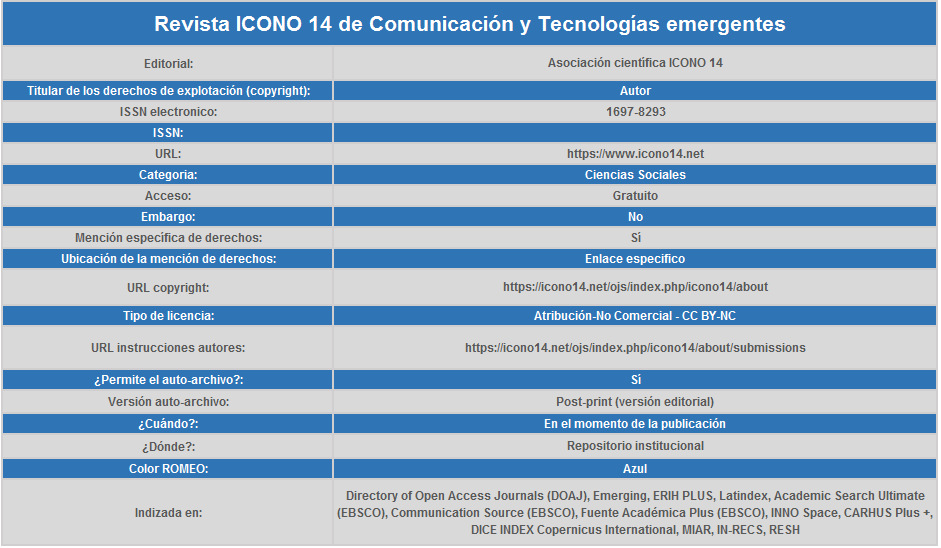 Revista ICONO 14 de Comunicación y Tecnologías emergentes
Editorial: Asociación científica ICONO 14
Titular de los derechos de explotación (copyright): Autor
ISSN electronico: 1697-8293
ISSN:
URL: https://www.icono14.net
Categoria: Ciencias Sociales
Acceso: Gratuito
Embargo: No
Mención específica de derechos: Sí
Ubicación de la mención de derechos: Enlace especifico
URL copyright: https://icono14.net/ojs/index.php/icono14/about
Tipo de licencia: Atribución-No Comercial - CC BY-NC
URL instrucciones autores: https://icono14.net/ojs/index.php/icono14/about/submissions
¿Permite el auto-archivo?: Sí
Versión auto-archivo: Post-print (versión editorial)
¿Cuándo?: En el momento de la publicación
¿Dónde?: Repositorio institucional
Color ROMEO: Azul
Indizada en: Directory of Open Access Journals (DOAJ), Emerging, ERIH PLUS, Latindex, Academic Search Ultimate
(EBSCO), Communication Source (EBSCO), Fuente Académica Plus (EBSCO), INNO Space, CARHUS Plus +,
DICE INDEX Copernicus International, MIAR, IN-RECS, RESH